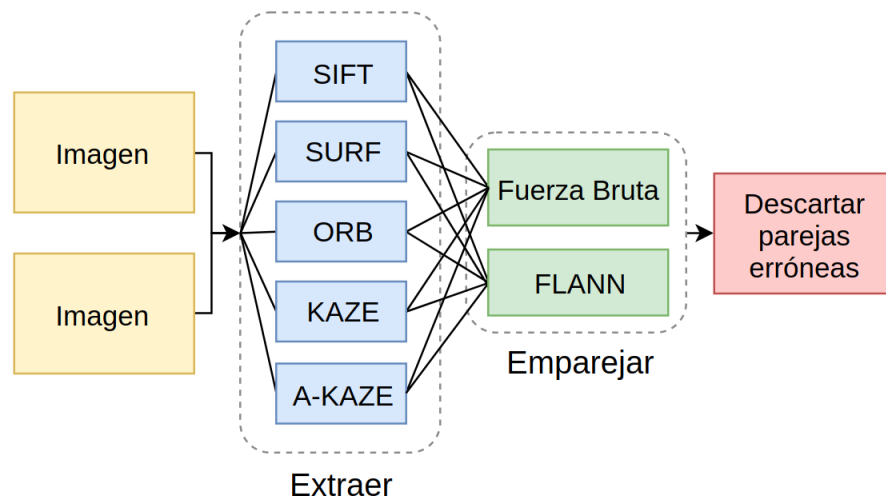 Imagen
Imagen
SIFT
SURF
ORB
KAZE
A-KAZE
Extraer
Fuerza Bruta
FLANN
Emparejar
Descartar
parejas
erróneas